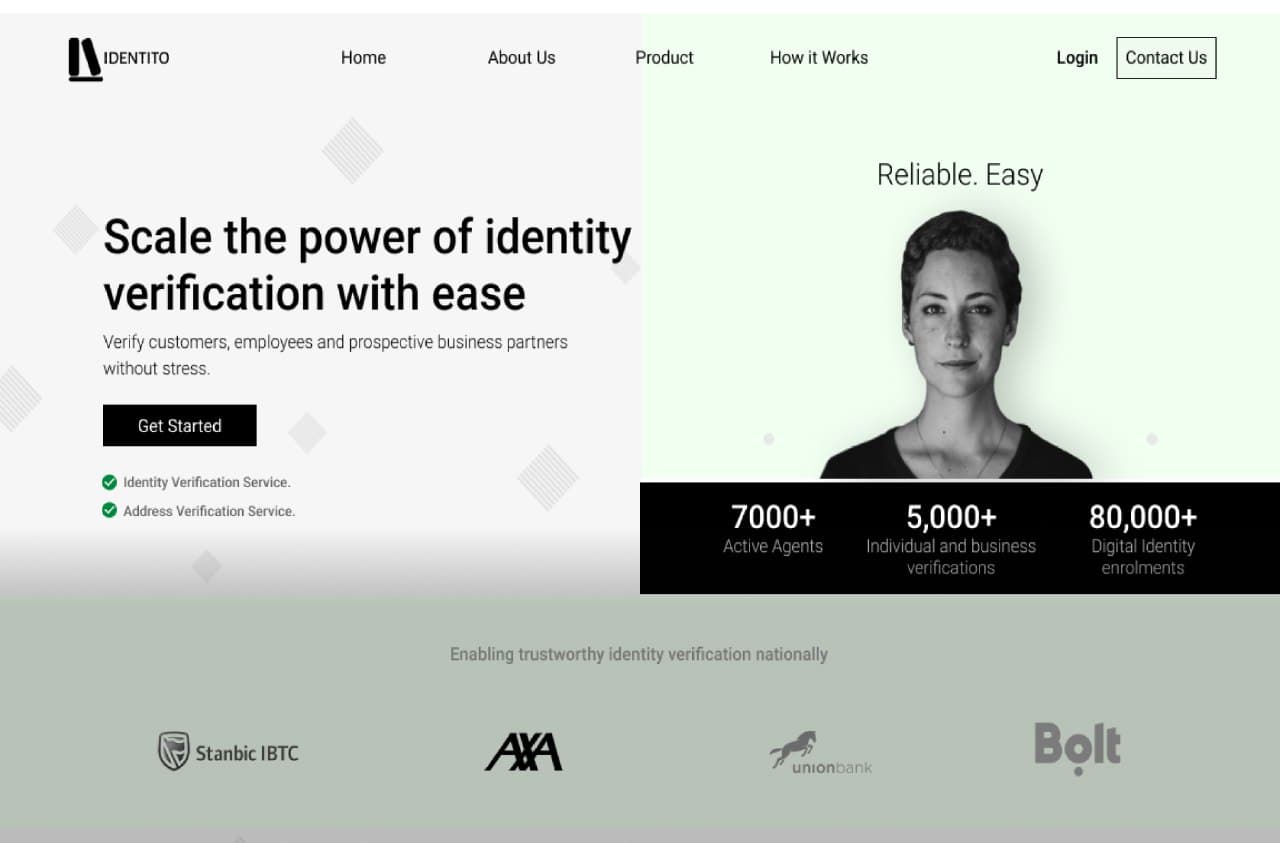 IDENTITO
Home
About Us
Product
How it Works
Login
Contact Us
Reliable. Easy
Scale the power of identity
verification with ease
Verify customers, employees and prospective business partners
without stress.
Get Started
Identity Verification Service.
Address Verification Service.
7000+
Active Agents
5,000+
Individual and business
verifications
80,000+
Digital Identity
enrolments
Enabling trustworthy identity verification nationally
Stanbic IBTC
AXA
unionbank
Bolt